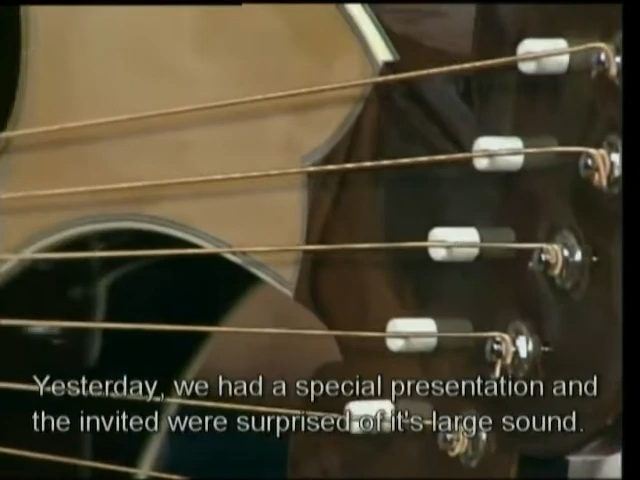 Yesterday, we had a special presentation and
the invited were surprised of it's large sound.